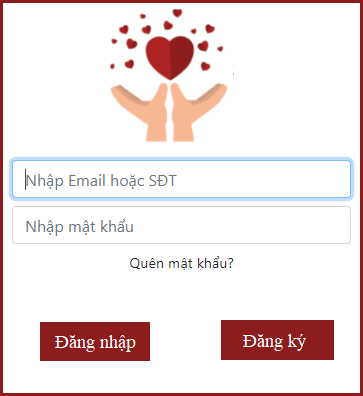 Nhập Email hoặc SĐT
Nhập mật khẩu
Quên mật khẩu?
Đăng nhập
Đăng ký